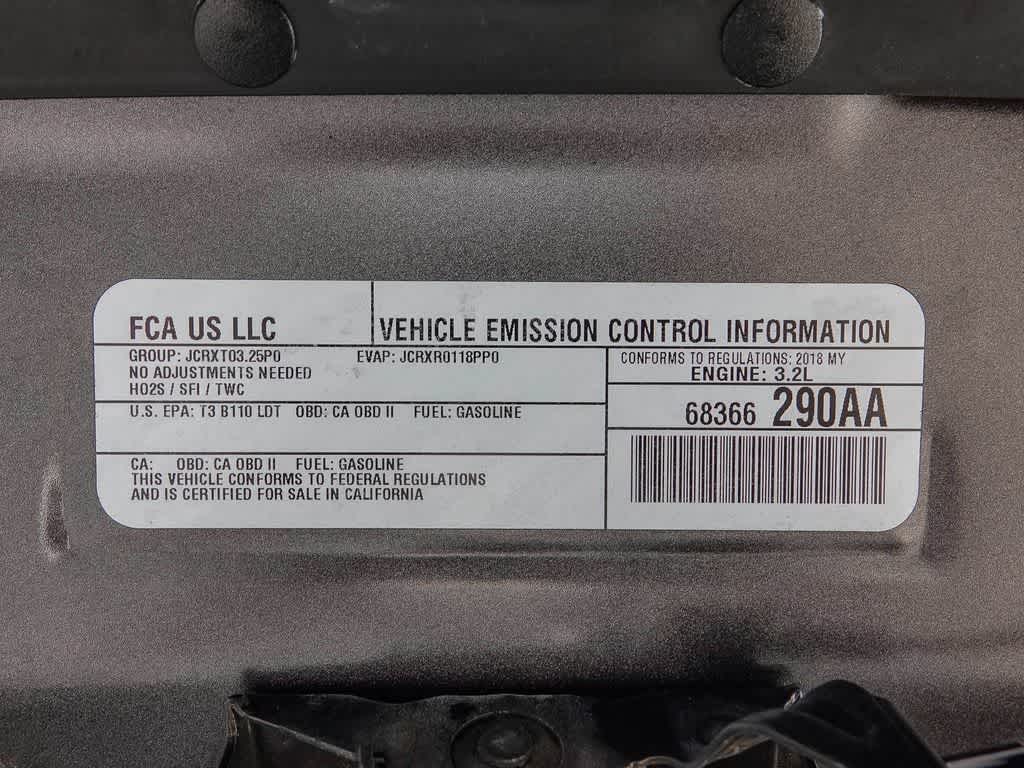 FCA US LLC
VEHICLE EMISSION CONTROL INFORMATION
GROUP: JCRXT03.25P0 EVAP: JCRXR0118PP0
NO ADJUSTMENTS NEEDED
HO2S / SFI / TWC
CONFORMS TO REGULATIONS: 2018 MY
ENGINE: 3.2L
U.S. EPA: T3 B110 LDT OBD: CA OBD II FUEL: GASOLINE
68366 290AA
CA: OBD: CA OBD II FUEL: GASOLINE
THIS VEHICLE CONFORMS TO FEDERAL REGULATIONS
AND IS CERTIFIED FOR SALE IN CALIFORNIA